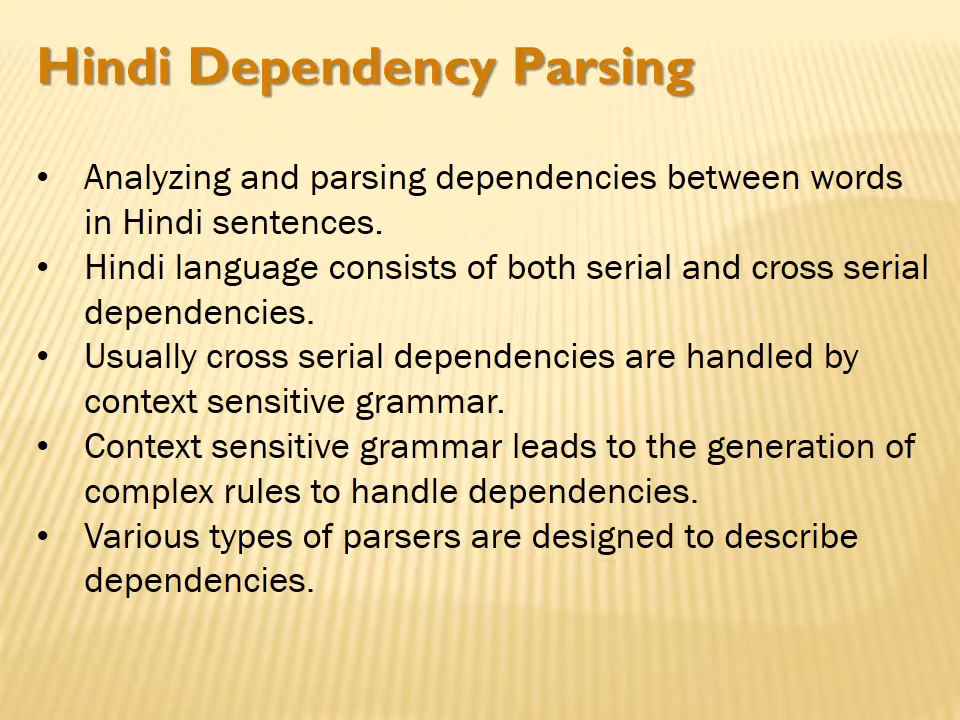 Hindi Dependency Parsing
• Analyzing and parsing dependencies between words
in Hindi sentences.
• Hindi language consists of both serial and cross serial
dependencies.
• Usually cross serial dependencies are handled by
context sensitive grammar.
• Context sensitive grammar leads to the generation of
complex rules to handle dependencies.
• Various types of parsers are designed to describe
dependencies.